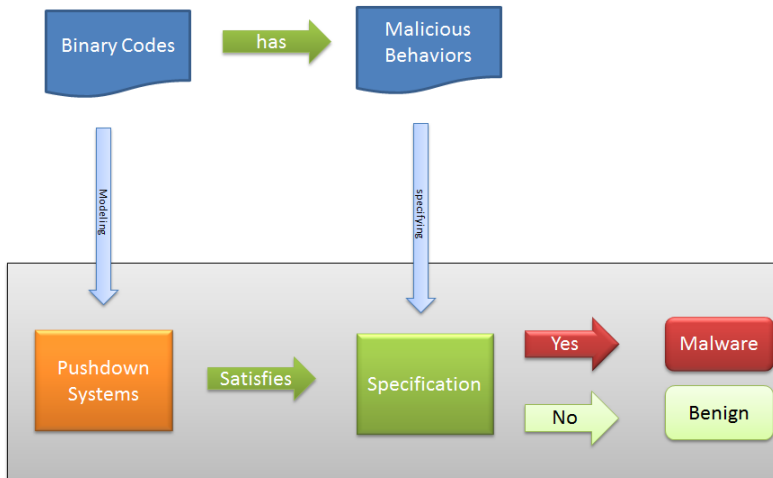 Binary Codes
has
Malicious
Behaviors
Modeling
specifying
Pushdown
Systems
Satisfies
Specification
Yes
Malware
No
Benign